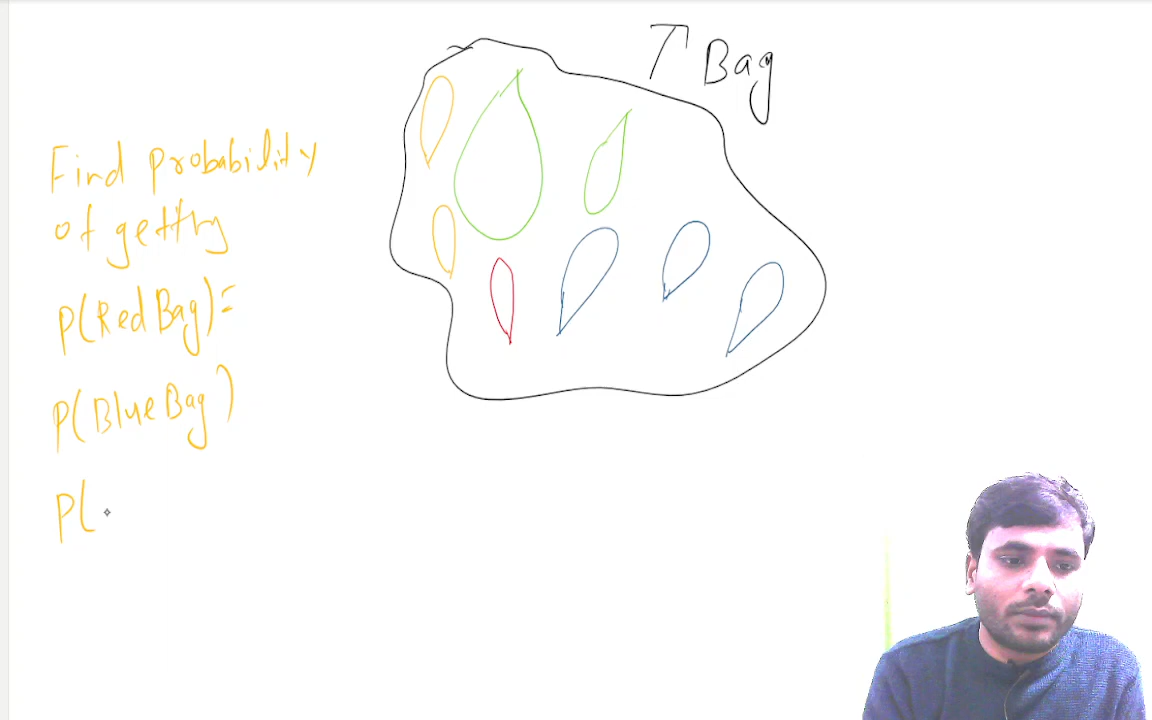 Bag
Find probability
of getting
P(Red Bag) =
P(Blue Bag)
P(